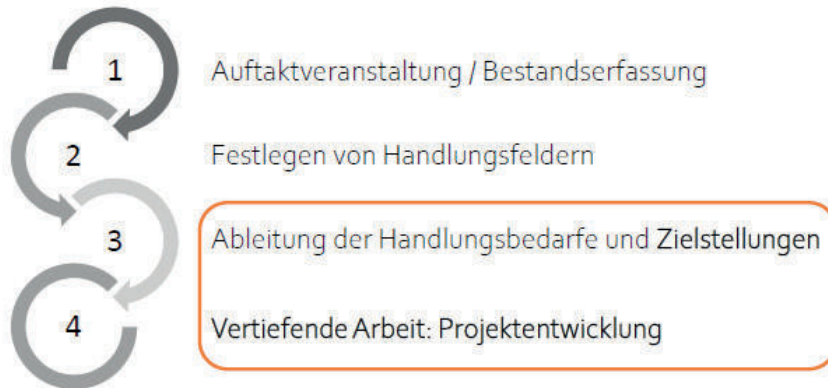 1 Auftaktveranstaltung / Bestandserfassung
2 Festlegen von Handlungsfeldern
3 Ableitung der Handlungsbedarfe und Zielstellungen
4 Vertiefende Arbeit: Projektentwicklung